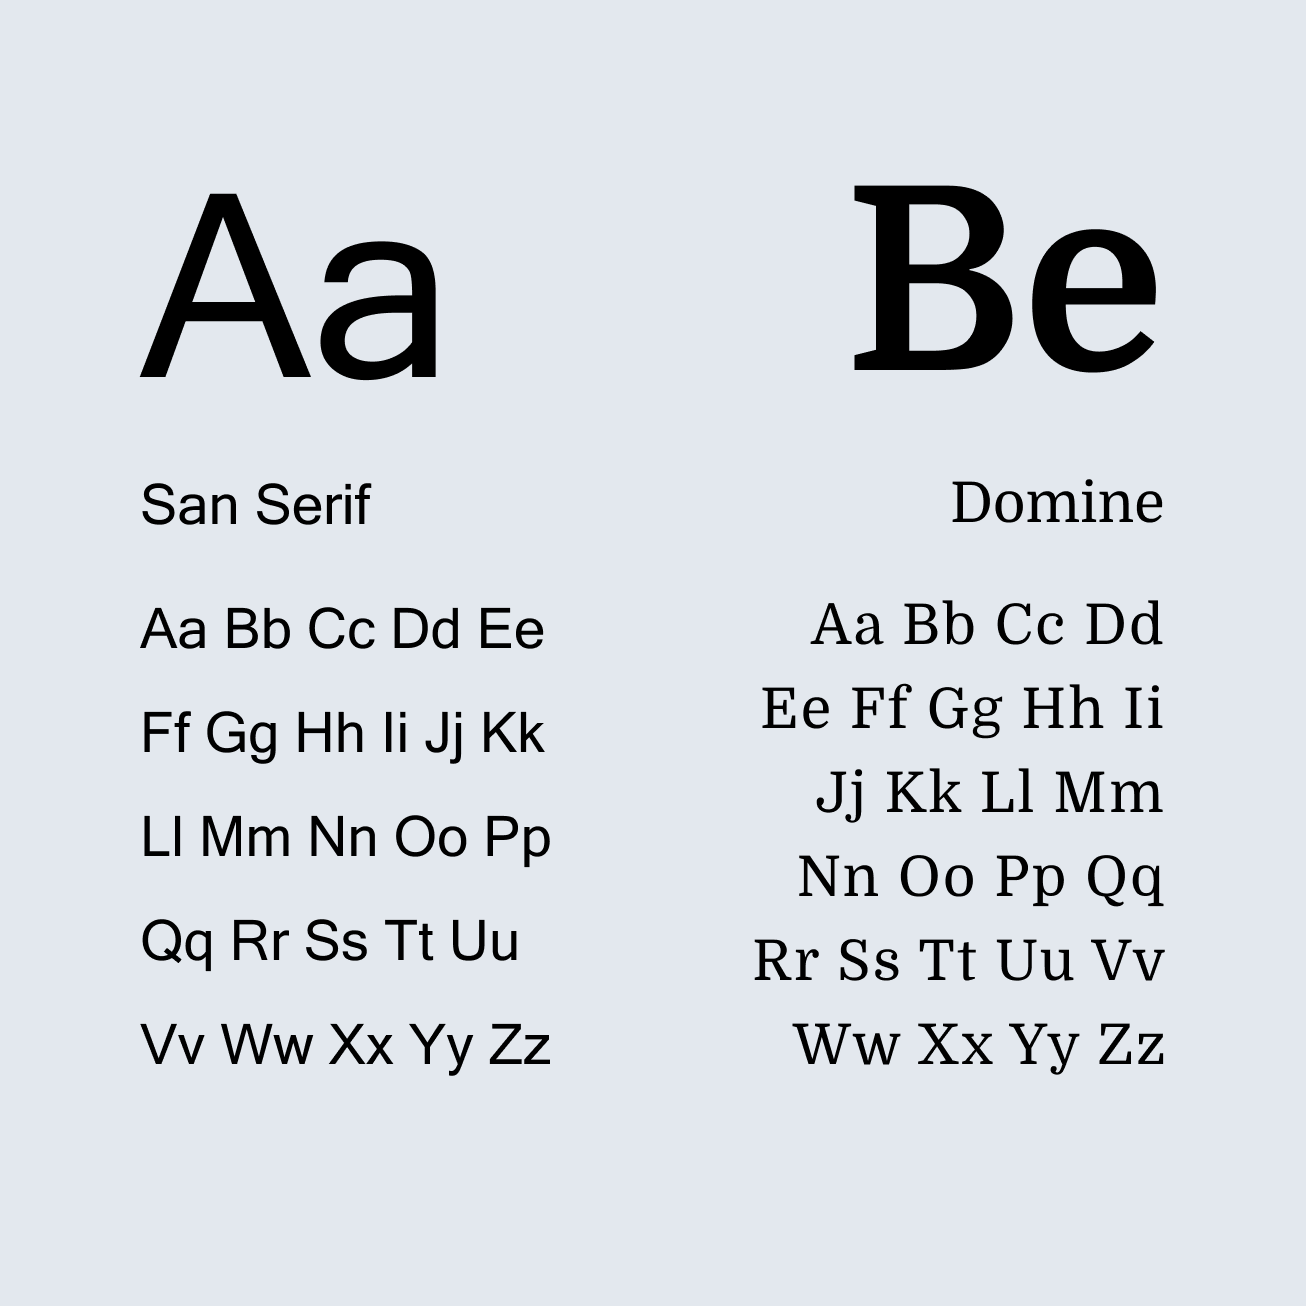 Aa
San Serif
Aa Bb Cc Dd Ee
Ff Gg Hh Ii Jj Kk
Ll Mm Nn Oo Pp
Qq Rr Ss Tt Uu
Vv Ww Xx Yy Zz
Be
Domine
Aa Bb Cc Dd
Ee Ff Gg Hh Ii
Jj Kk Ll Mm
Nn Oo Pp Qq
Rr Ss Tt Uu Vv
Ww Xx Yy Zz